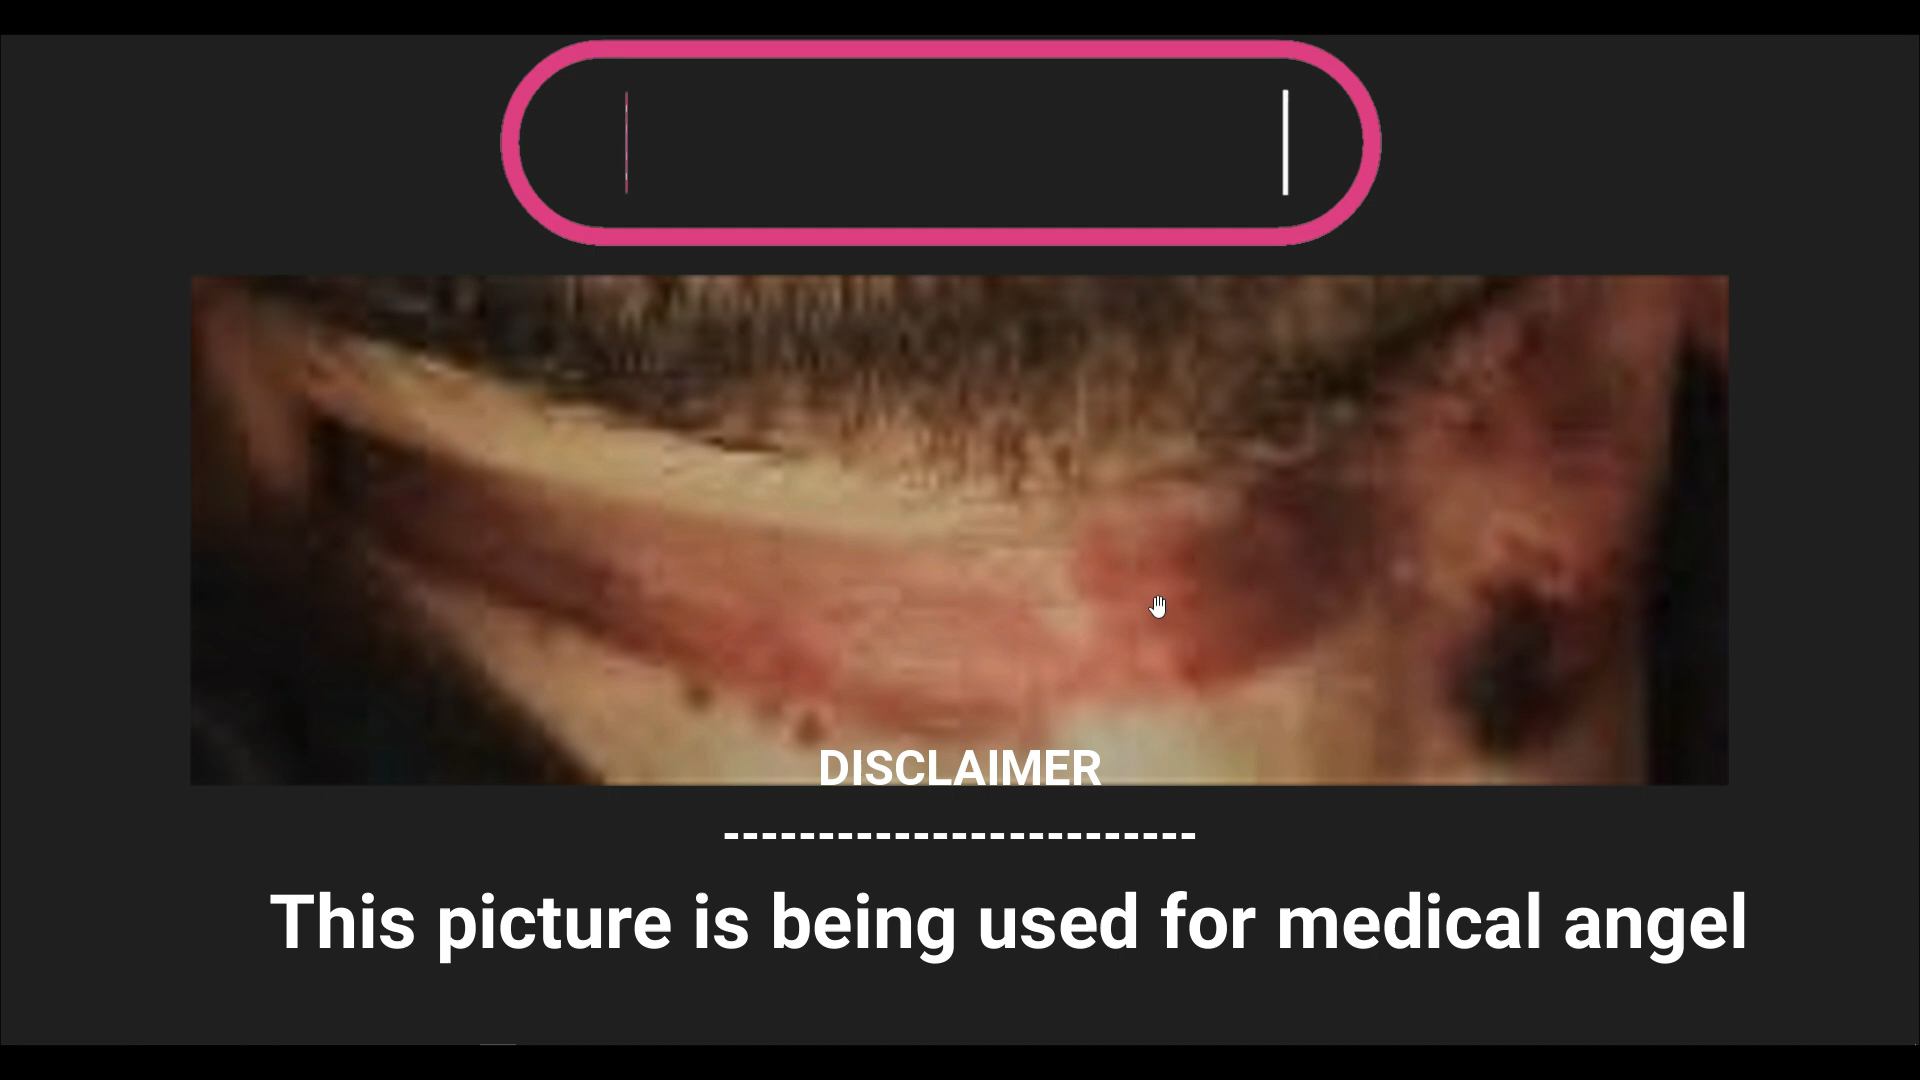 DISCLAIMER
--------------------------
This picture is being used for medical angel